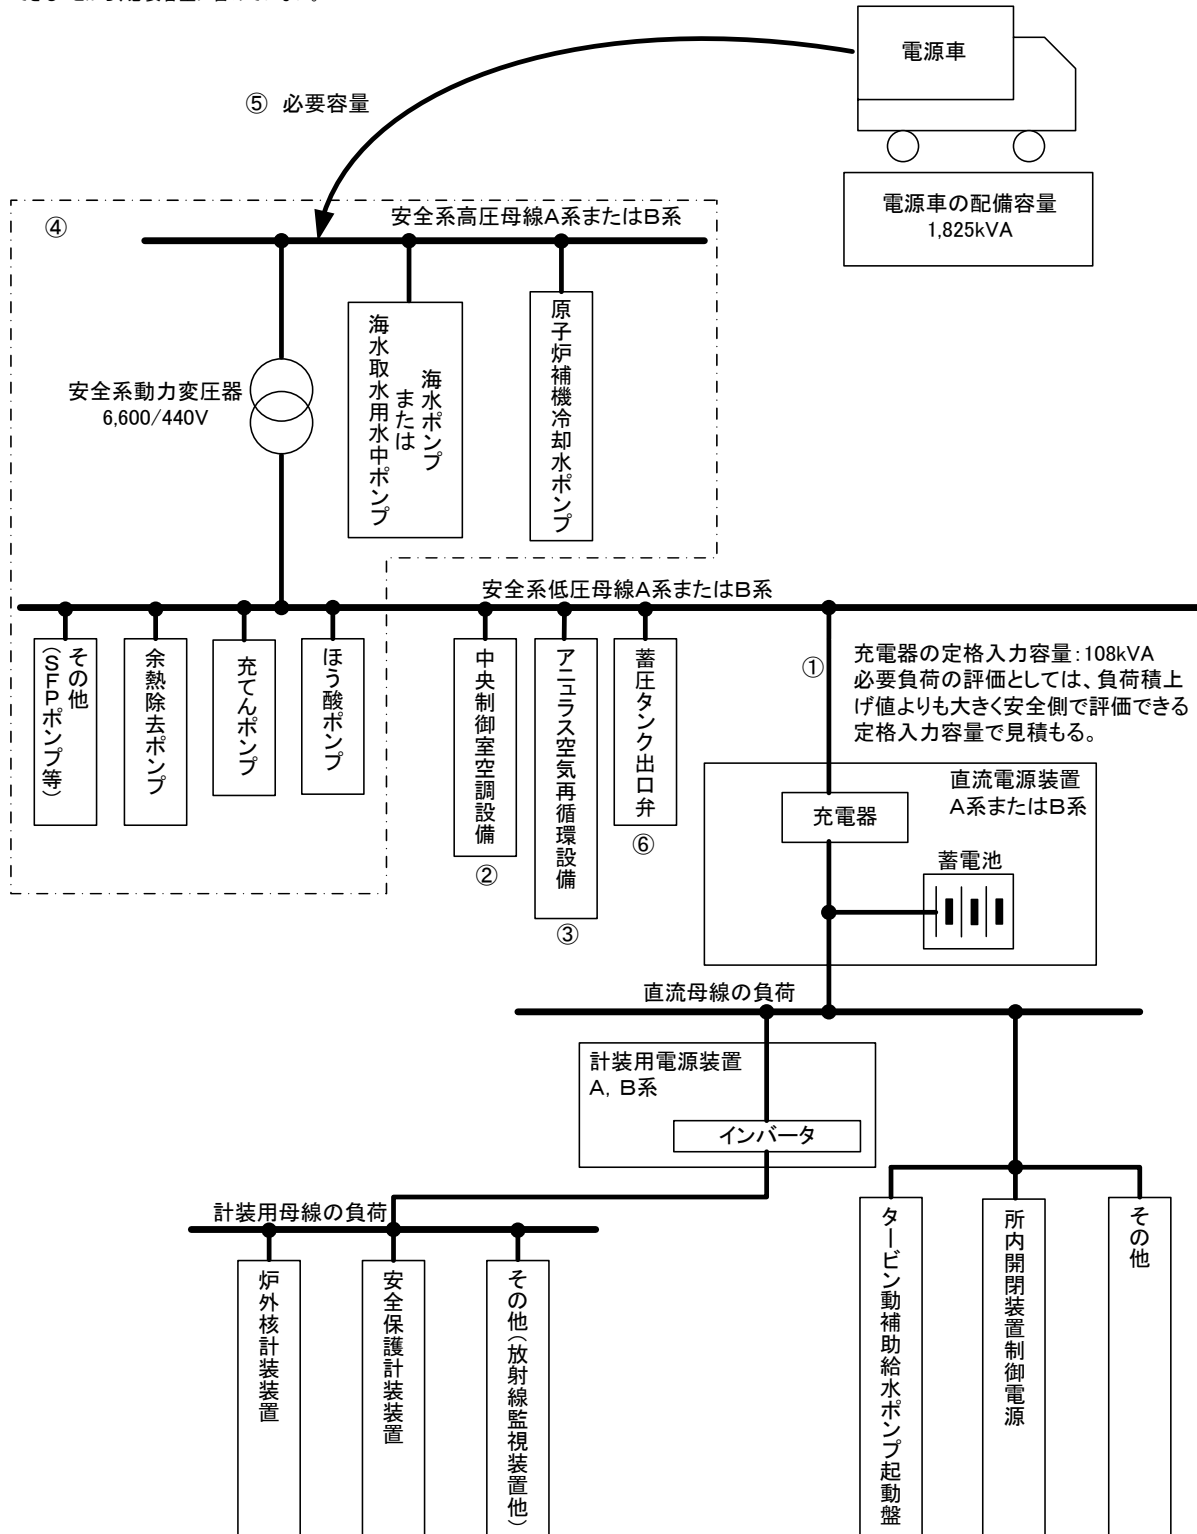 電源車
⑤ 必要容量
電源車の配備容量
1,825kVA
④
安全系高圧母線A系またはB系
海水ポンプ
または
海水取水用水中ポンプ
原子炉補機冷却水ポンプ
安全系動力変圧器
6,600/440V
安全系低圧母線A系またはB系
その他
(SFPポンプ等)
余熱除去ポンプ
充てんポンプ
ほう酸ポンプ
中央制御室空調設備
②
アニュラス空気再循環設備
③
蓄圧タンク出口弁
⑥
①
充電器の定格入力容量:108kVA
必要負荷の評価としては、負荷積上
げ値よりも大きく安全側で評価できる
定格入力容量で見積もる。
直流電源装置
A系またはB系
充電器
蓄電池
直流母線の負荷
計装用電源装置
A, B系
インバータ
計装用母線の負荷
炉外核計装装置
安全保護計装装置
その他(放射線監視装置他)
タービン動補助給水ポンプ起動盤
所内開閉装置制御電源
その他